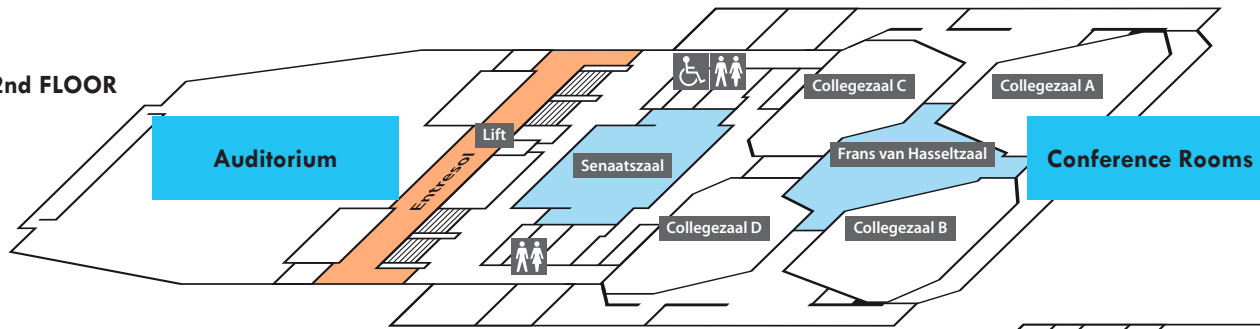 2nd FLOOR
Collegezaal C
Collegezaal A
Lift
Auditorium
Senaatszaal
Frans van Hasseltzaal
Conference Rooms
Entresol
Collegezaal D
Collegezaal B